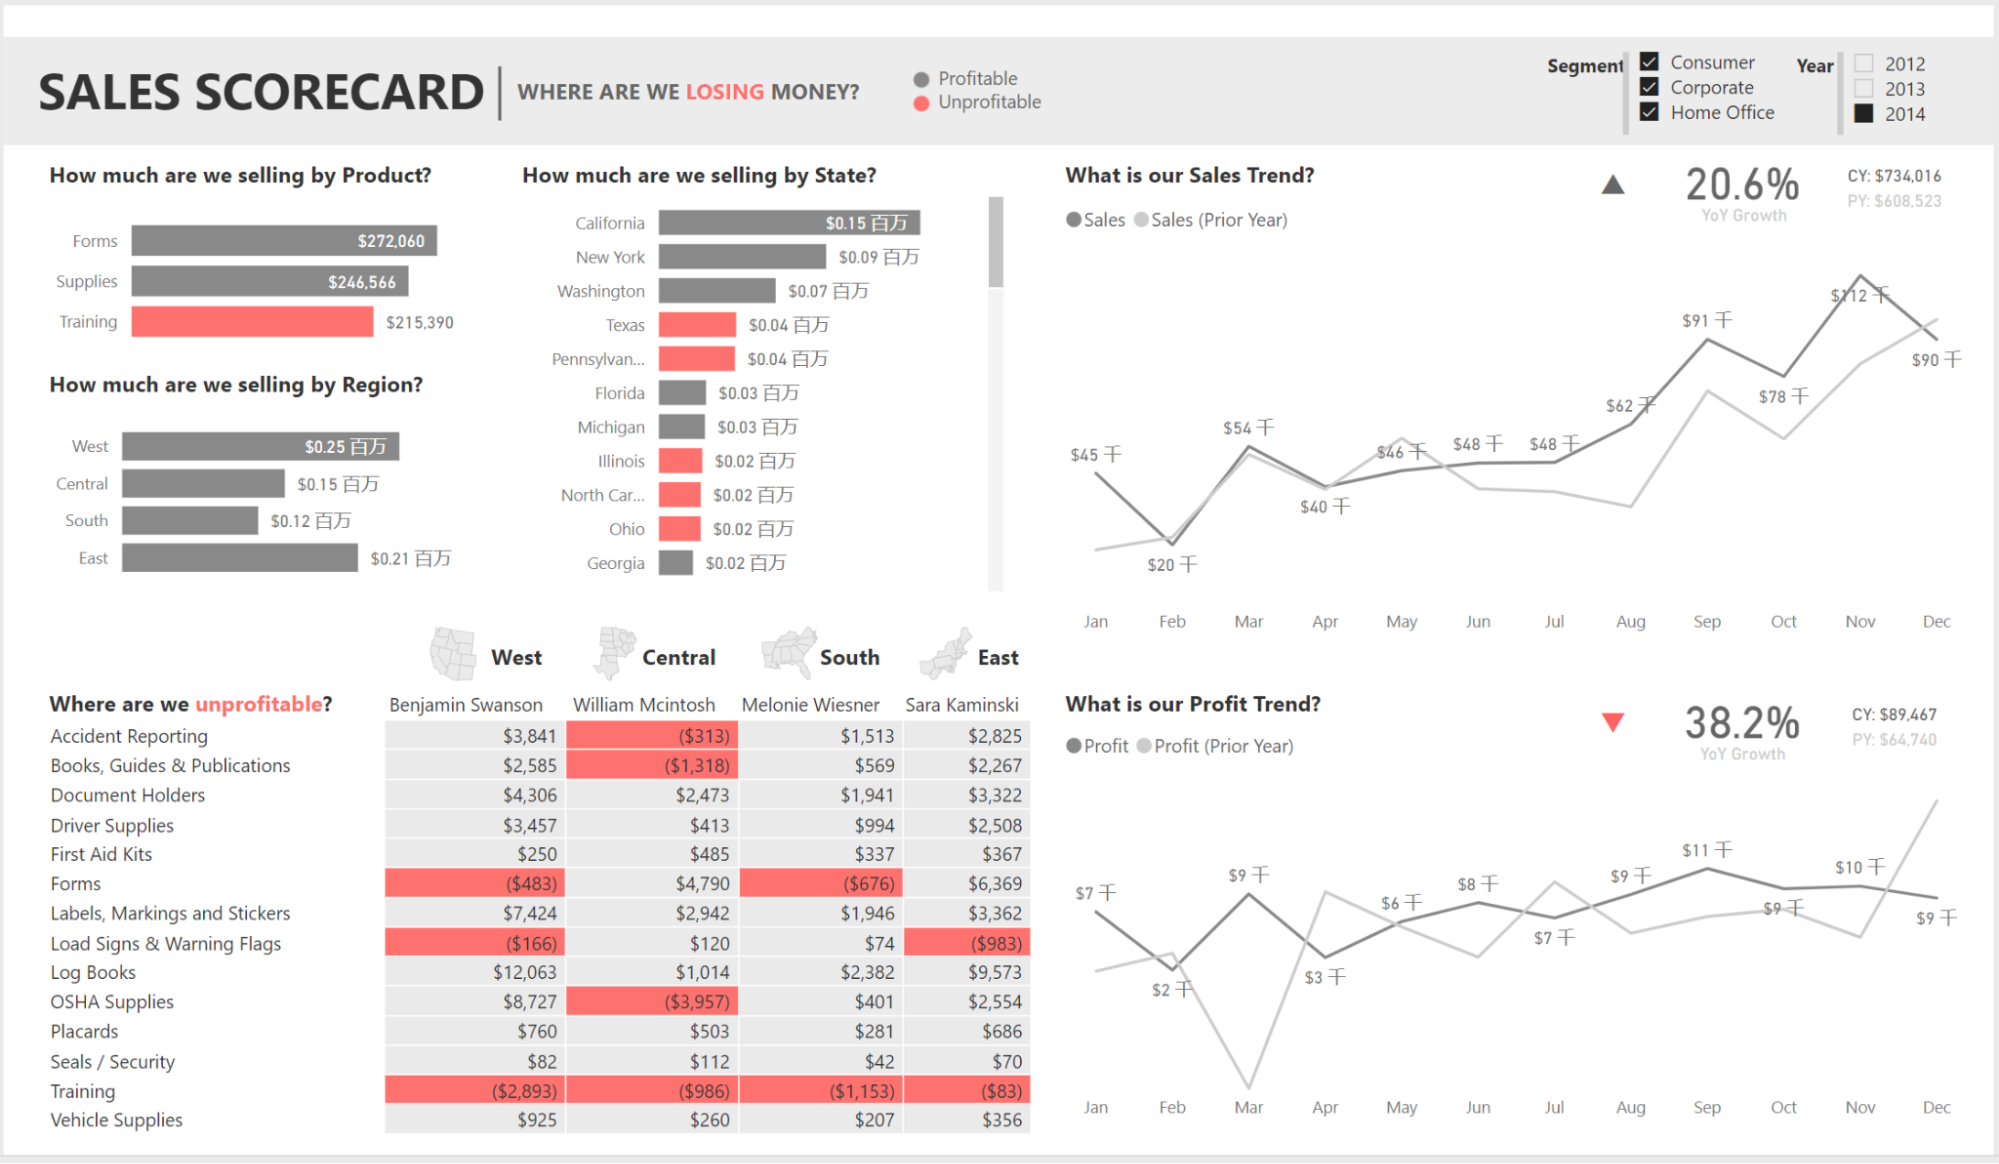 SALES SCORECARD
WHERE ARE WE LOSING MONEY?
Profitable
Unprofitable
Segment
Consumer
Corporate
Home Office
Year
2012
2013
2014
How much are we selling by Product?
Forms $272,060
Supplies $246,566
Training $215,390
How much are we selling by Region?
West $0.25 百万
Central $0.15 百万
South $0.12 百万
East $0.21 百万
How much are we selling by State?
California $0.15 百万
New York $0.09 百万
Washington $0.07 百万
Texas $0.04 百万
Pennsylvan... $0.04 百万
Florida $0.03 百万
Michigan $0.03 百万
Illinois $0.02 百万
North Car... $0.02 百万
Ohio $0.02 百万
Georgia $0.02 百万
What is our Sales Trend?
Sales Sales (Prior Year)
20.6%
YoY Growth
CY: $734,016
PY: $608,523
$45 千 $20 千 $54 千 $40 千 $46 千 $48 千 $48 千 $62 千 $91 千 $78 千 $112 千 $90 千
Jan Feb Mar Apr May Jun Jul Aug Sep Oct Nov Dec
West Central South East
Where are we unprofitable? Benjamin Swanson William Mcintosh Melonie Wiesner Sara Kaminski
Accident Reporting $3,841 ($313) $1,513 $2,825
Books, Guides & Publications $2,585 ($1,318) $569 $2,267
Document Holders $4,306 $2,473 $1,941 $3,322
Driver Supplies $3,457 $413 $994 $2,508
First Aid Kits $250 $485 $337 $367
Forms ($483) $4,790 ($676) $6,369
Labels, Markings and Stickers $7,424 $2,942 $1,946 $3,362
Load Signs & Warning Flags ($166) $120 $74 ($983)
Log Books $12,063 $1,014 $2,382 $9,573
OSHA Supplies $8,727 ($3,957) $401 $2,554
Placards $760 $503 $281 $686
Seals / Security $82 $112 $42 $70
Training ($2,893) ($986) ($1,153) ($83)
Vehicle Supplies $925 $260 $207 $356
What is our Profit Trend?
Profit Profit (Prior Year)
38.2%
YoY Growth
CY: $89,467
PY: $64,740
$7 千 $2 千 $9 千 $3 千 $6 千 $8 千 $7 千 $9 千 $11 千 $9 千 $10 千 $9 千
Jan Feb Mar Apr May Jun Jul Aug Sep Oct Nov Dec